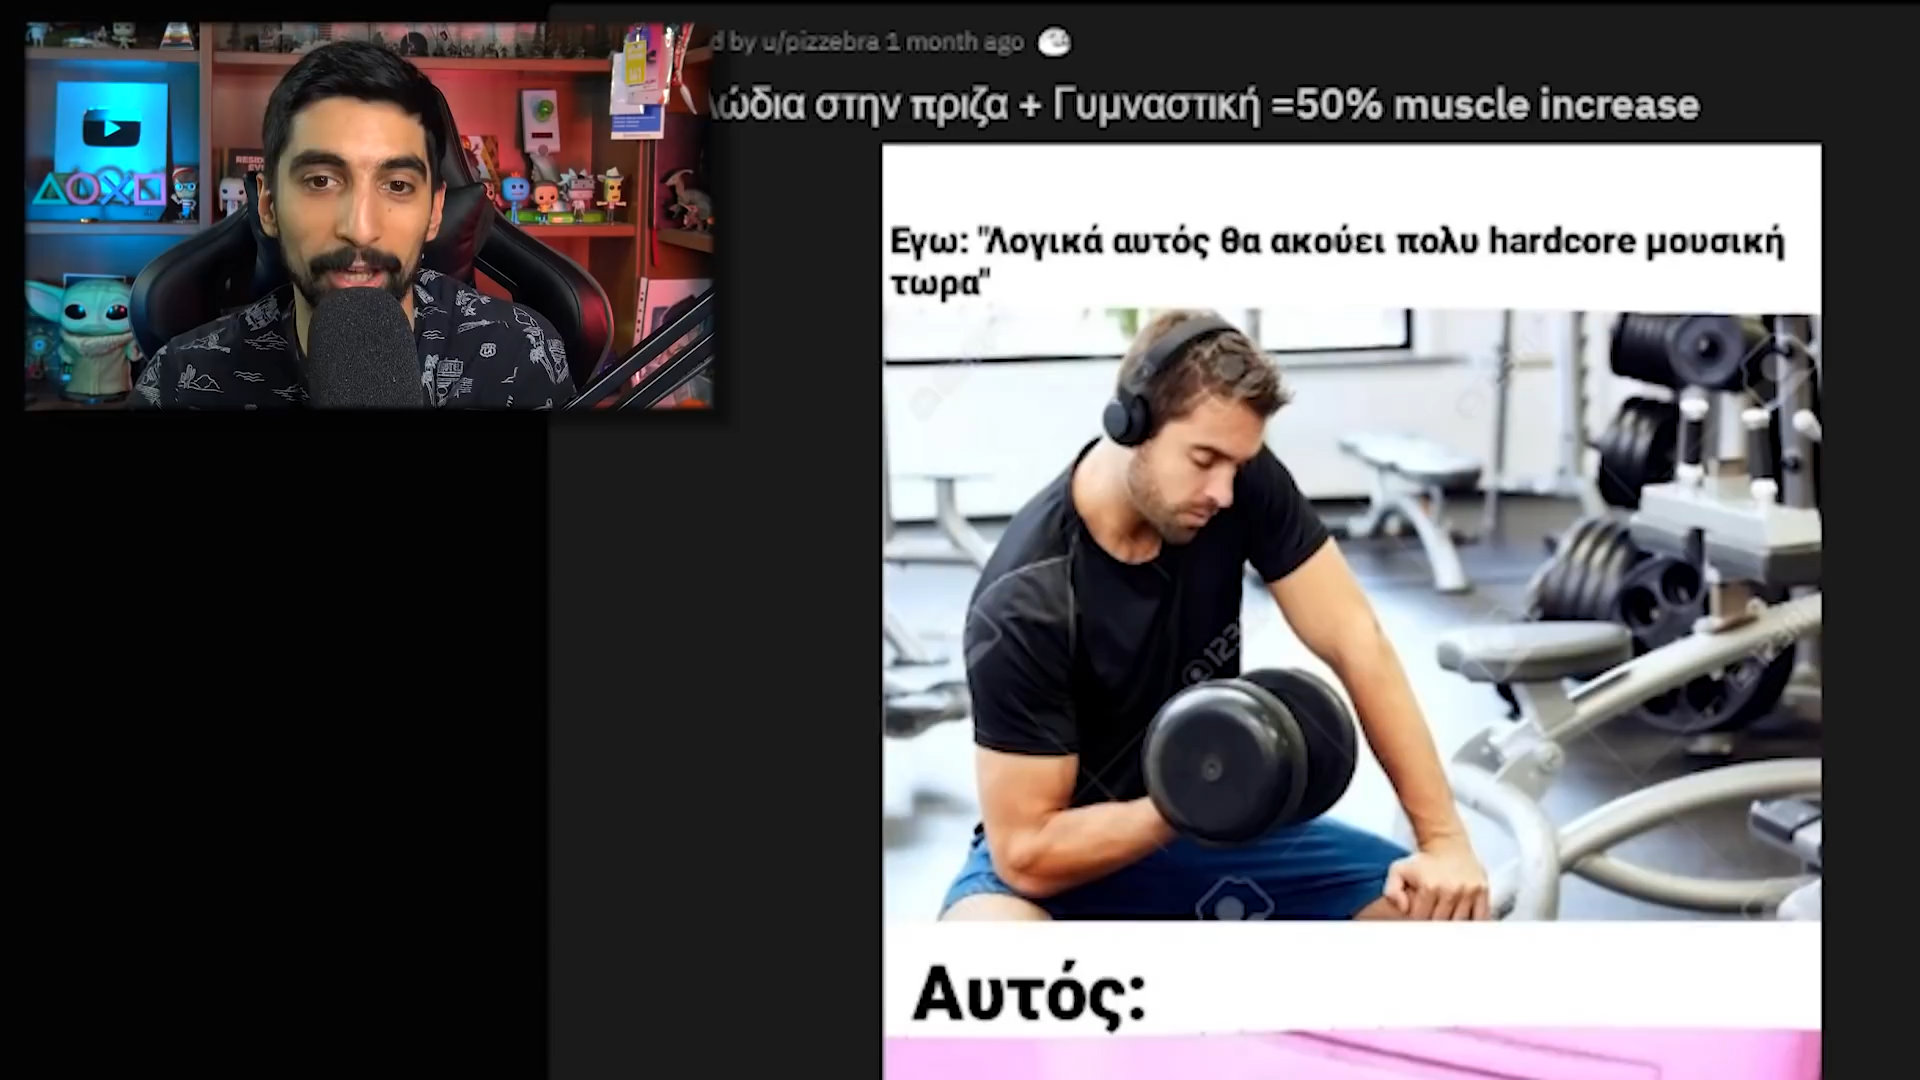 d by u/pizzebra 1 month ago
λώδια στην πριζα + Γυμναστική =50% muscle increase
Εγω: "Λογικά αυτός θα ακούει πολυ hardcore μουσική
τωρα"
Αυτός: